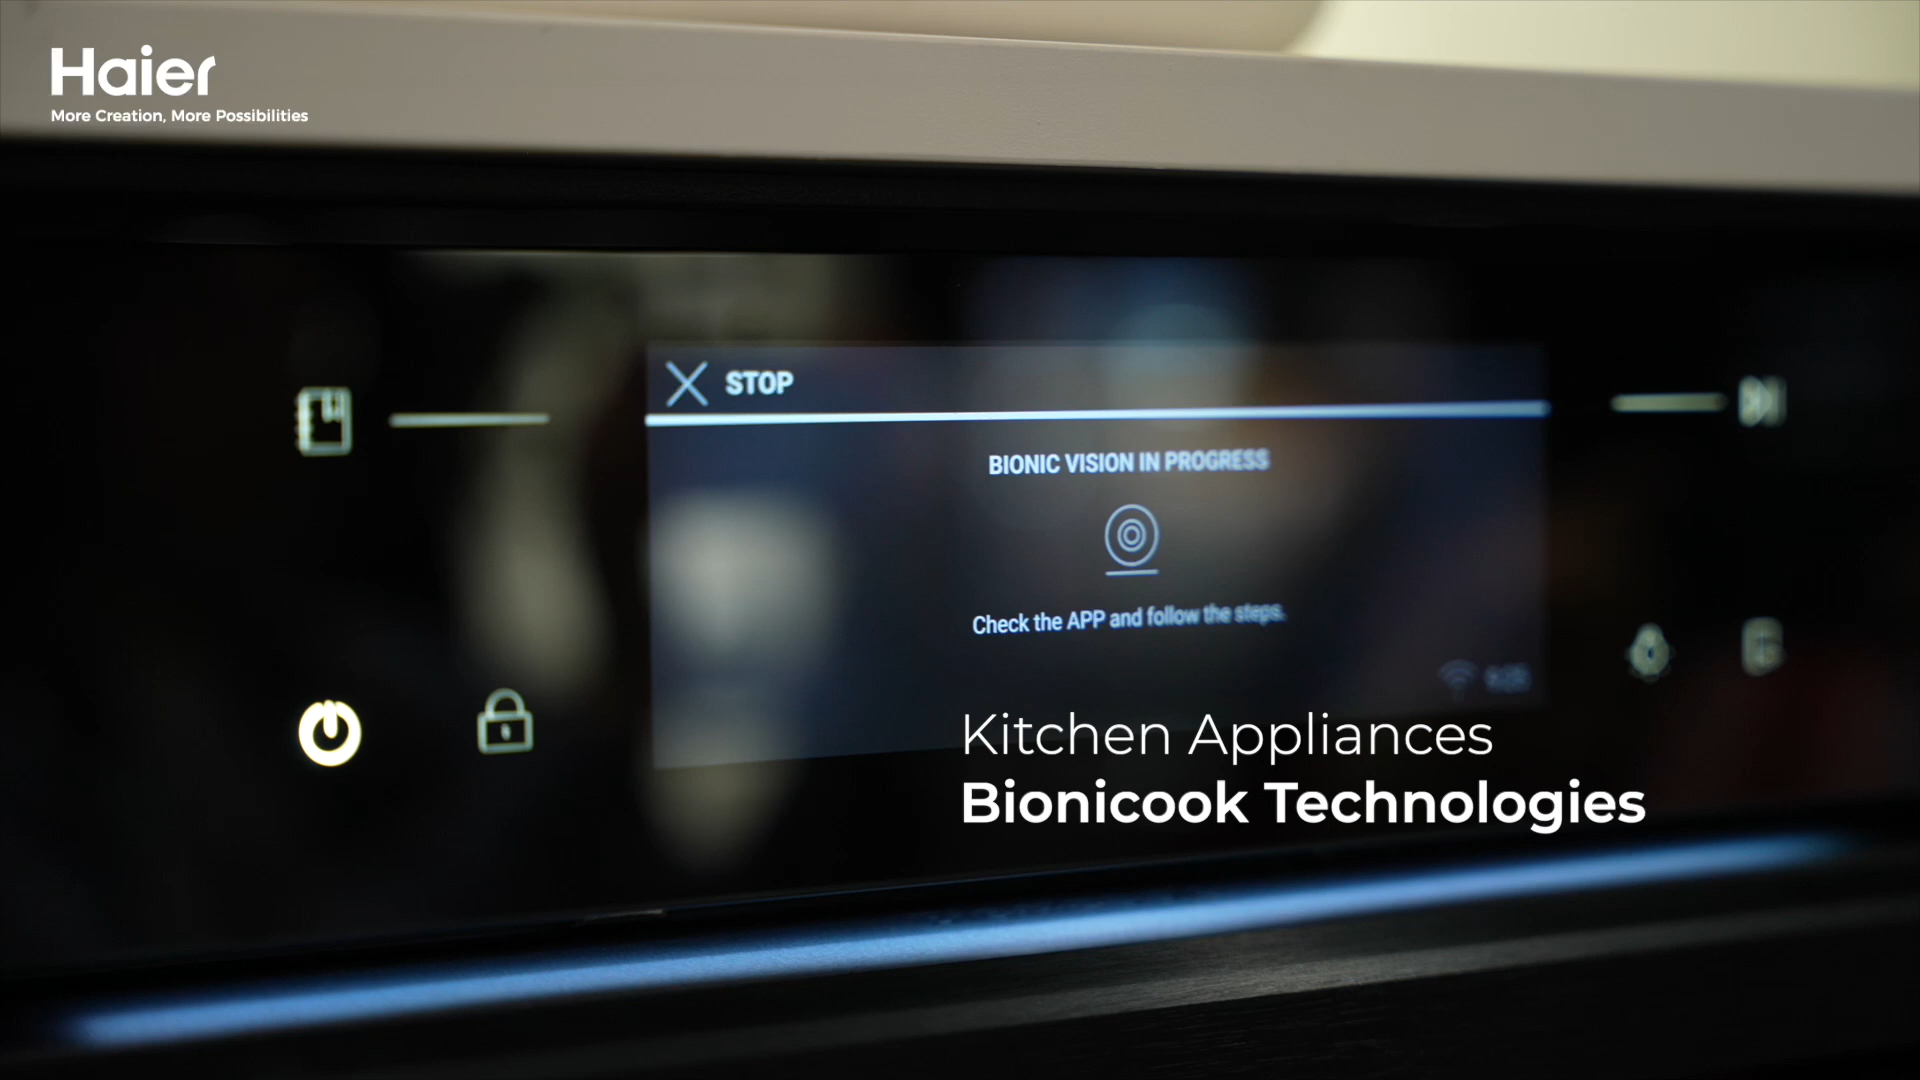 Haier
More Creation, More Possibilities
STOP
BIONIC VISION IN PROGRESS
Check the APP and follow the steps.
Kitchen Appliances
Bionicook Technologies